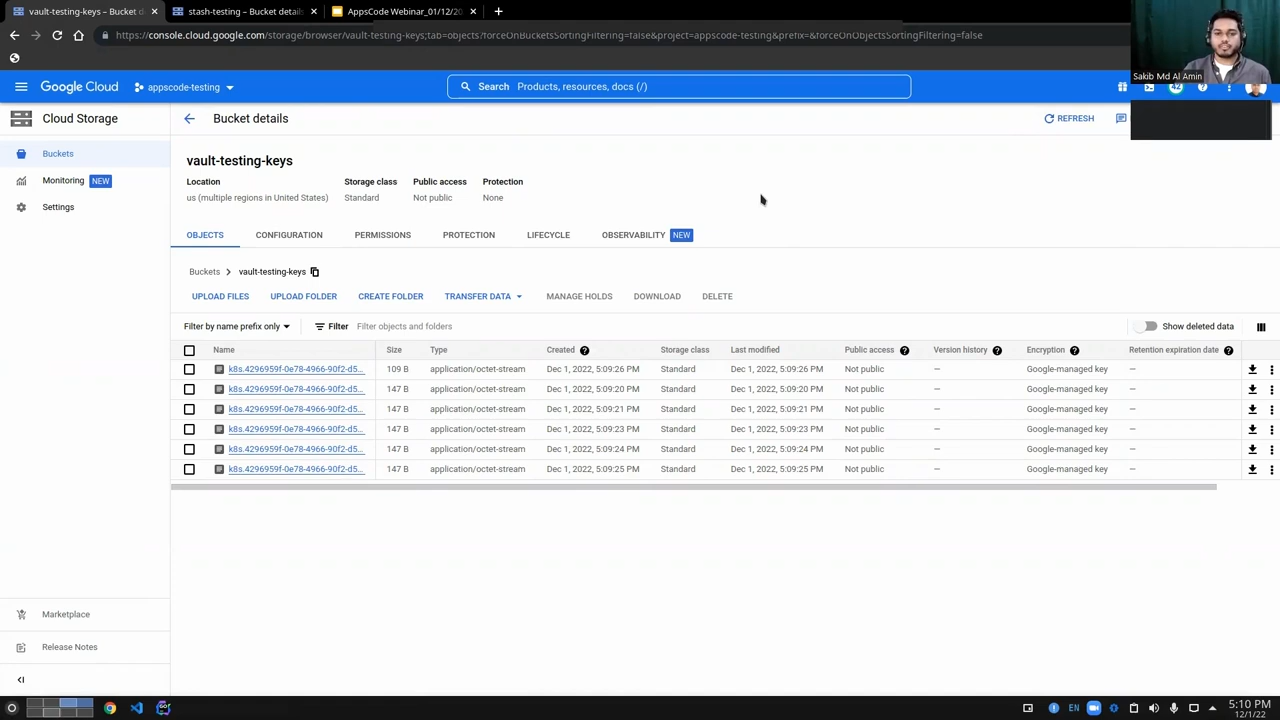 vault-testing-keys – Bucket d
stash-testing – Bucket details
AppsCode Webinar_01/12/20
https://console.cloud.google.com/storage/browser/vault-testing-keys;tab=objects?forceOnBucketsSortingFiltering=false&project=appscode-testing&prefix=&forceOnObjectsSortingFiltering=false
Sakib Md Al Amin
Google Cloud
appscode-testing
Search Products, resources, docs (/)
42
Cloud Storage
Bucket details
REFRESH
Buckets
Monitoring NEW
Settings
vault-testing-keys
Location Storage class Public access Protection
us (multiple regions in United States) Standard Not public None
OBJECTS CONFIGURATION PERMISSIONS PROTECTION LIFECYCLE OBSERVABILITY NEW
Buckets > vault-testing-keys
UPLOAD FILES UPLOAD FOLDER CREATE FOLDER TRANSFER DATA MANAGE HOLDS DOWNLOAD DELETE
Filter by name prefix only Filter Filter objects and folders Show deleted data
Name Size Type Created Storage class Last modified Public access Version history Encryption Retention expiration date
k8s.4296959f-0e78-4966-90f2-d5... 109 B application/octet-stream Dec 1, 2022, 5:09:26 PM Standard Dec 1, 2022, 5:09:26 PM Not public — Google-managed key —
k8s.4296959f-0e78-4966-90f2-d5... 147 B application/octet-stream Dec 1, 2022, 5:09:20 PM Standard Dec 1, 2022, 5:09:20 PM Not public — Google-managed key —
k8s.4296959f-0e78-4966-90f2-d5... 147 B application/octet-stream Dec 1, 2022, 5:09:21 PM Standard Dec 1, 2022, 5:09:21 PM Not public — Google-managed key —
k8s.4296959f-0e78-4966-90f2-d5... 147 B application/octet-stream Dec 1, 2022, 5:09:23 PM Standard Dec 1, 2022, 5:09:23 PM Not public — Google-managed key —
k8s.4296959f-0e78-4966-90f2-d5... 147 B application/octet-stream Dec 1, 2022, 5:09:24 PM Standard Dec 1, 2022, 5:09:24 PM Not public — Google-managed key —
k8s.4296959f-0e78-4966-90f2-d5... 147 B application/octet-stream Dec 1, 2022, 5:09:25 PM Standard Dec 1, 2022, 5:09:25 PM Not public — Google-managed key —
Marketplace
Release Notes
EN
5:10 PM
12/1/22